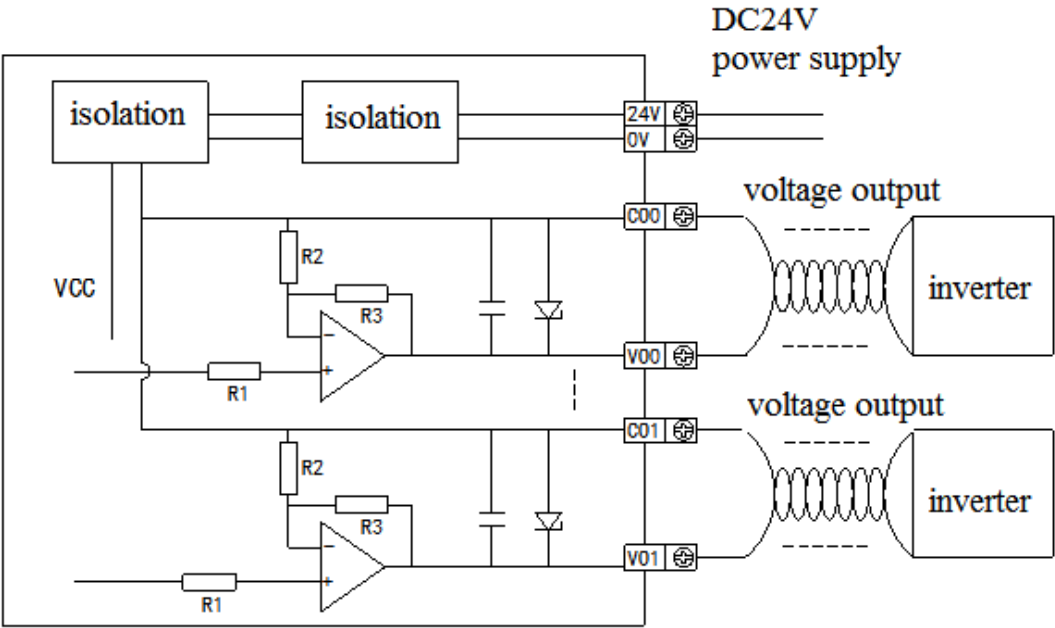 DC24V
power supply
isolation
isolation
24V
0V
voltage output
C00
R2
VCC
R3
inverter
-
+
V00
R1
voltage output
C01
R2
R3
inverter
-
+
V01
R1